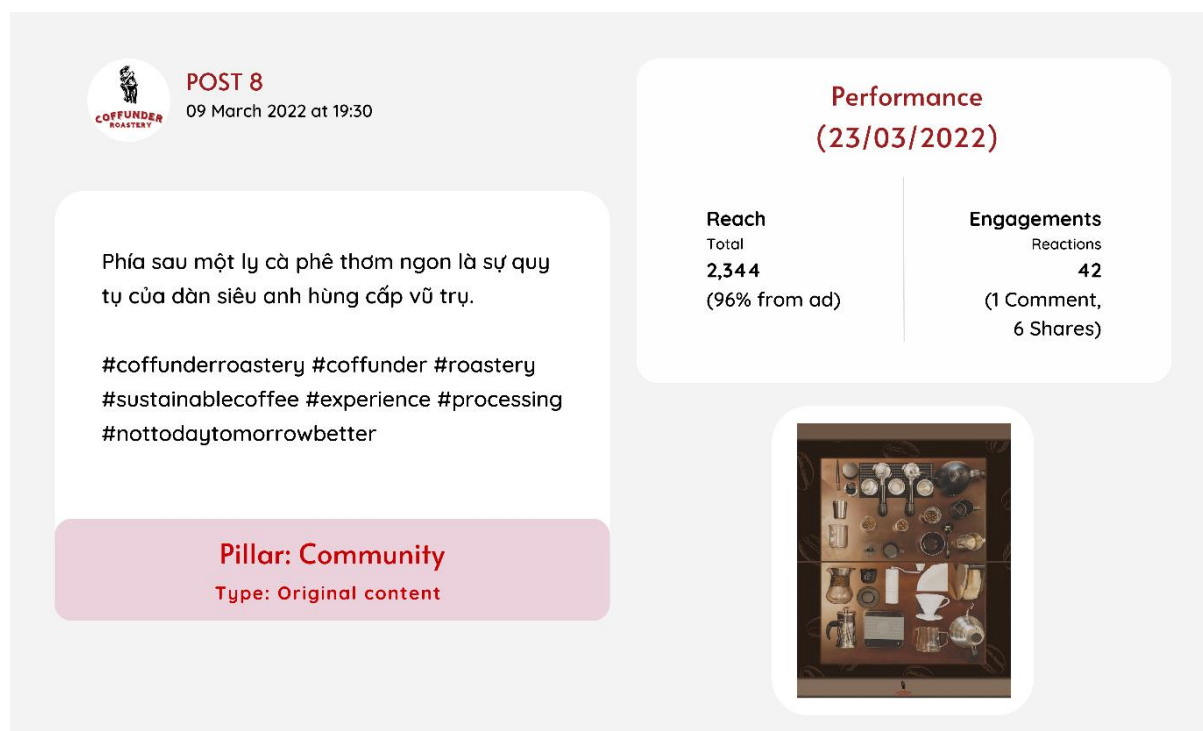 COFFUNDER
ROASTERY
POST 8
09 March 2022 at 19:30
Phía sau một ly cà phê thơm ngon là sự quy
tụ của dàn siêu anh hùng cấp vũ trụ.
#coffunderroastery #coffunder #roastery
#sustainablecoffee #experience #processing
#nottodaytomorrowbetter
Pillar: Community
Type: Original content
Performance
(23/03/2022)
Reach
Total
2,344
(96% from ad)
Engagements
Reactions
42
(1 Comment,
6 Shares)